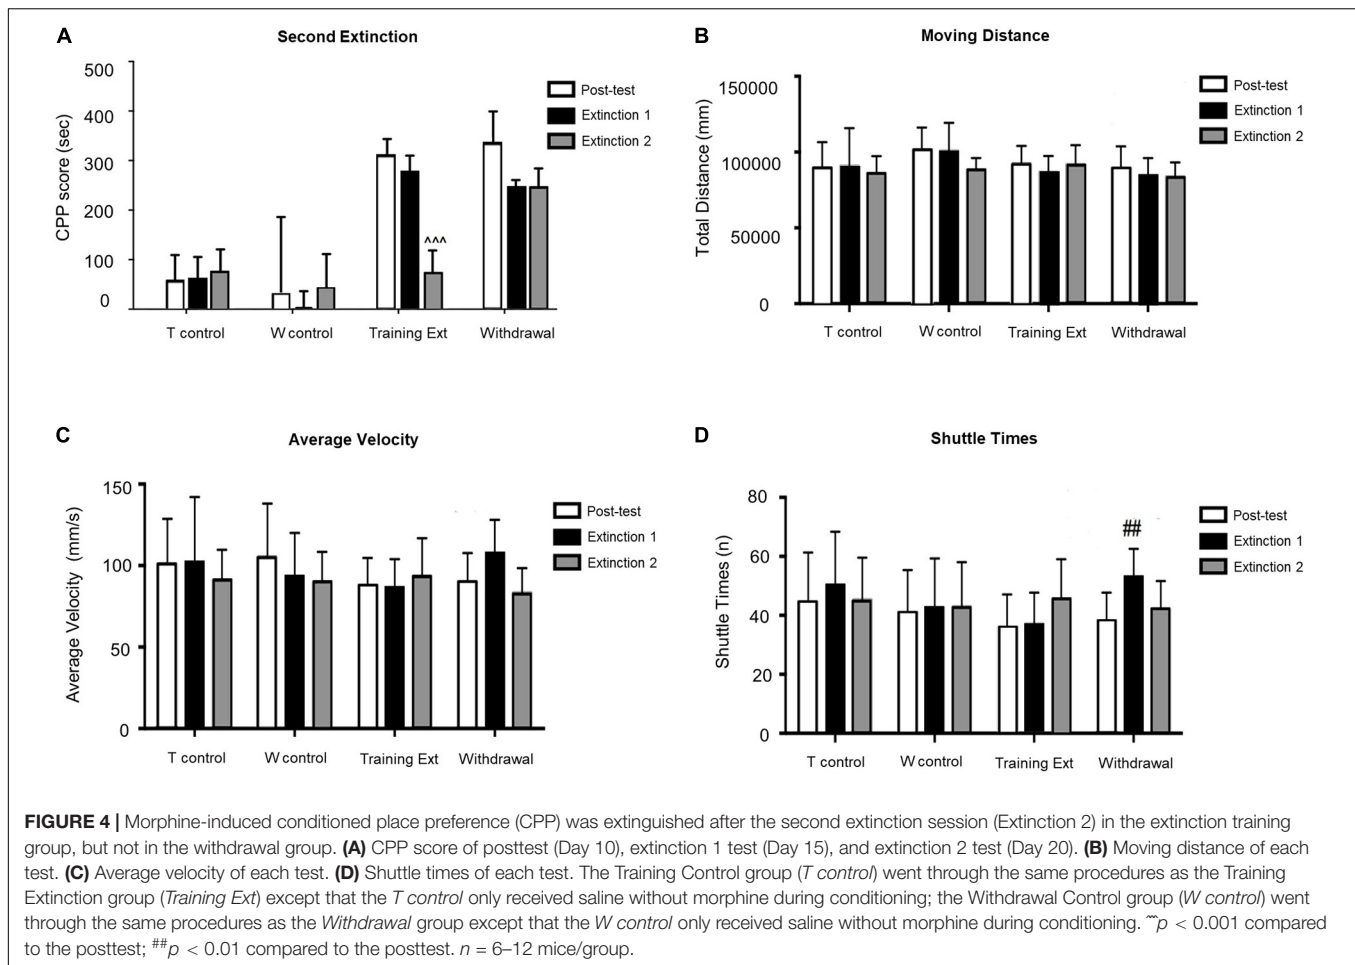 A
Second Extinction
CPP score (sec)
500
400
300
200
100
0
Post-test
Extinction 1
Extinction 2
^^^
T control
W control
Training Ext
Withdrawal
B
Moving Distance
Total Distance (mm)
150000
100000
50000
0
Post-test
Extinction 1
Extinction 2
T control
W control
Training Ext
Withdrawal
C
Average Velocity
Average Velocity (mm/s)
150
100
50
0
Post-test
Extinction 1
Extinction 2
T control
W control
Training Ext
Withdrawal
D
Shuttle Times
Shuttle Times (n)
80
60
40
20
0
Post-test
Extinction 1
Extinction 2
##
T control
W control
Training Ext
Withdrawal
FIGURE 4 | Morphine-induced conditioned place preference (CPP) was extinguished after the second extinction session (Extinction 2) in the extinction training
group, but not in the withdrawal group. (A) CPP score of posttest (Day 10), extinction 1 test (Day 15), and extinction 2 test (Day 20). (B) Moving distance of each
test. (C) Average velocity of each test. (D) Shuttle times of each test. The Training Control group (T control) went through the same procedures as the Training
Extinction group (Training Ext) except that the T control only received saline without morphine during conditioning; the Withdrawal Control group (W control) went
through the same procedures as the Withdrawal group except that the W control only received saline without morphine during conditioning. ˜˜˜p < 0.001 compared
to the posttest; ##p < 0.01 compared to the posttest. n = 6–12 mice/group.